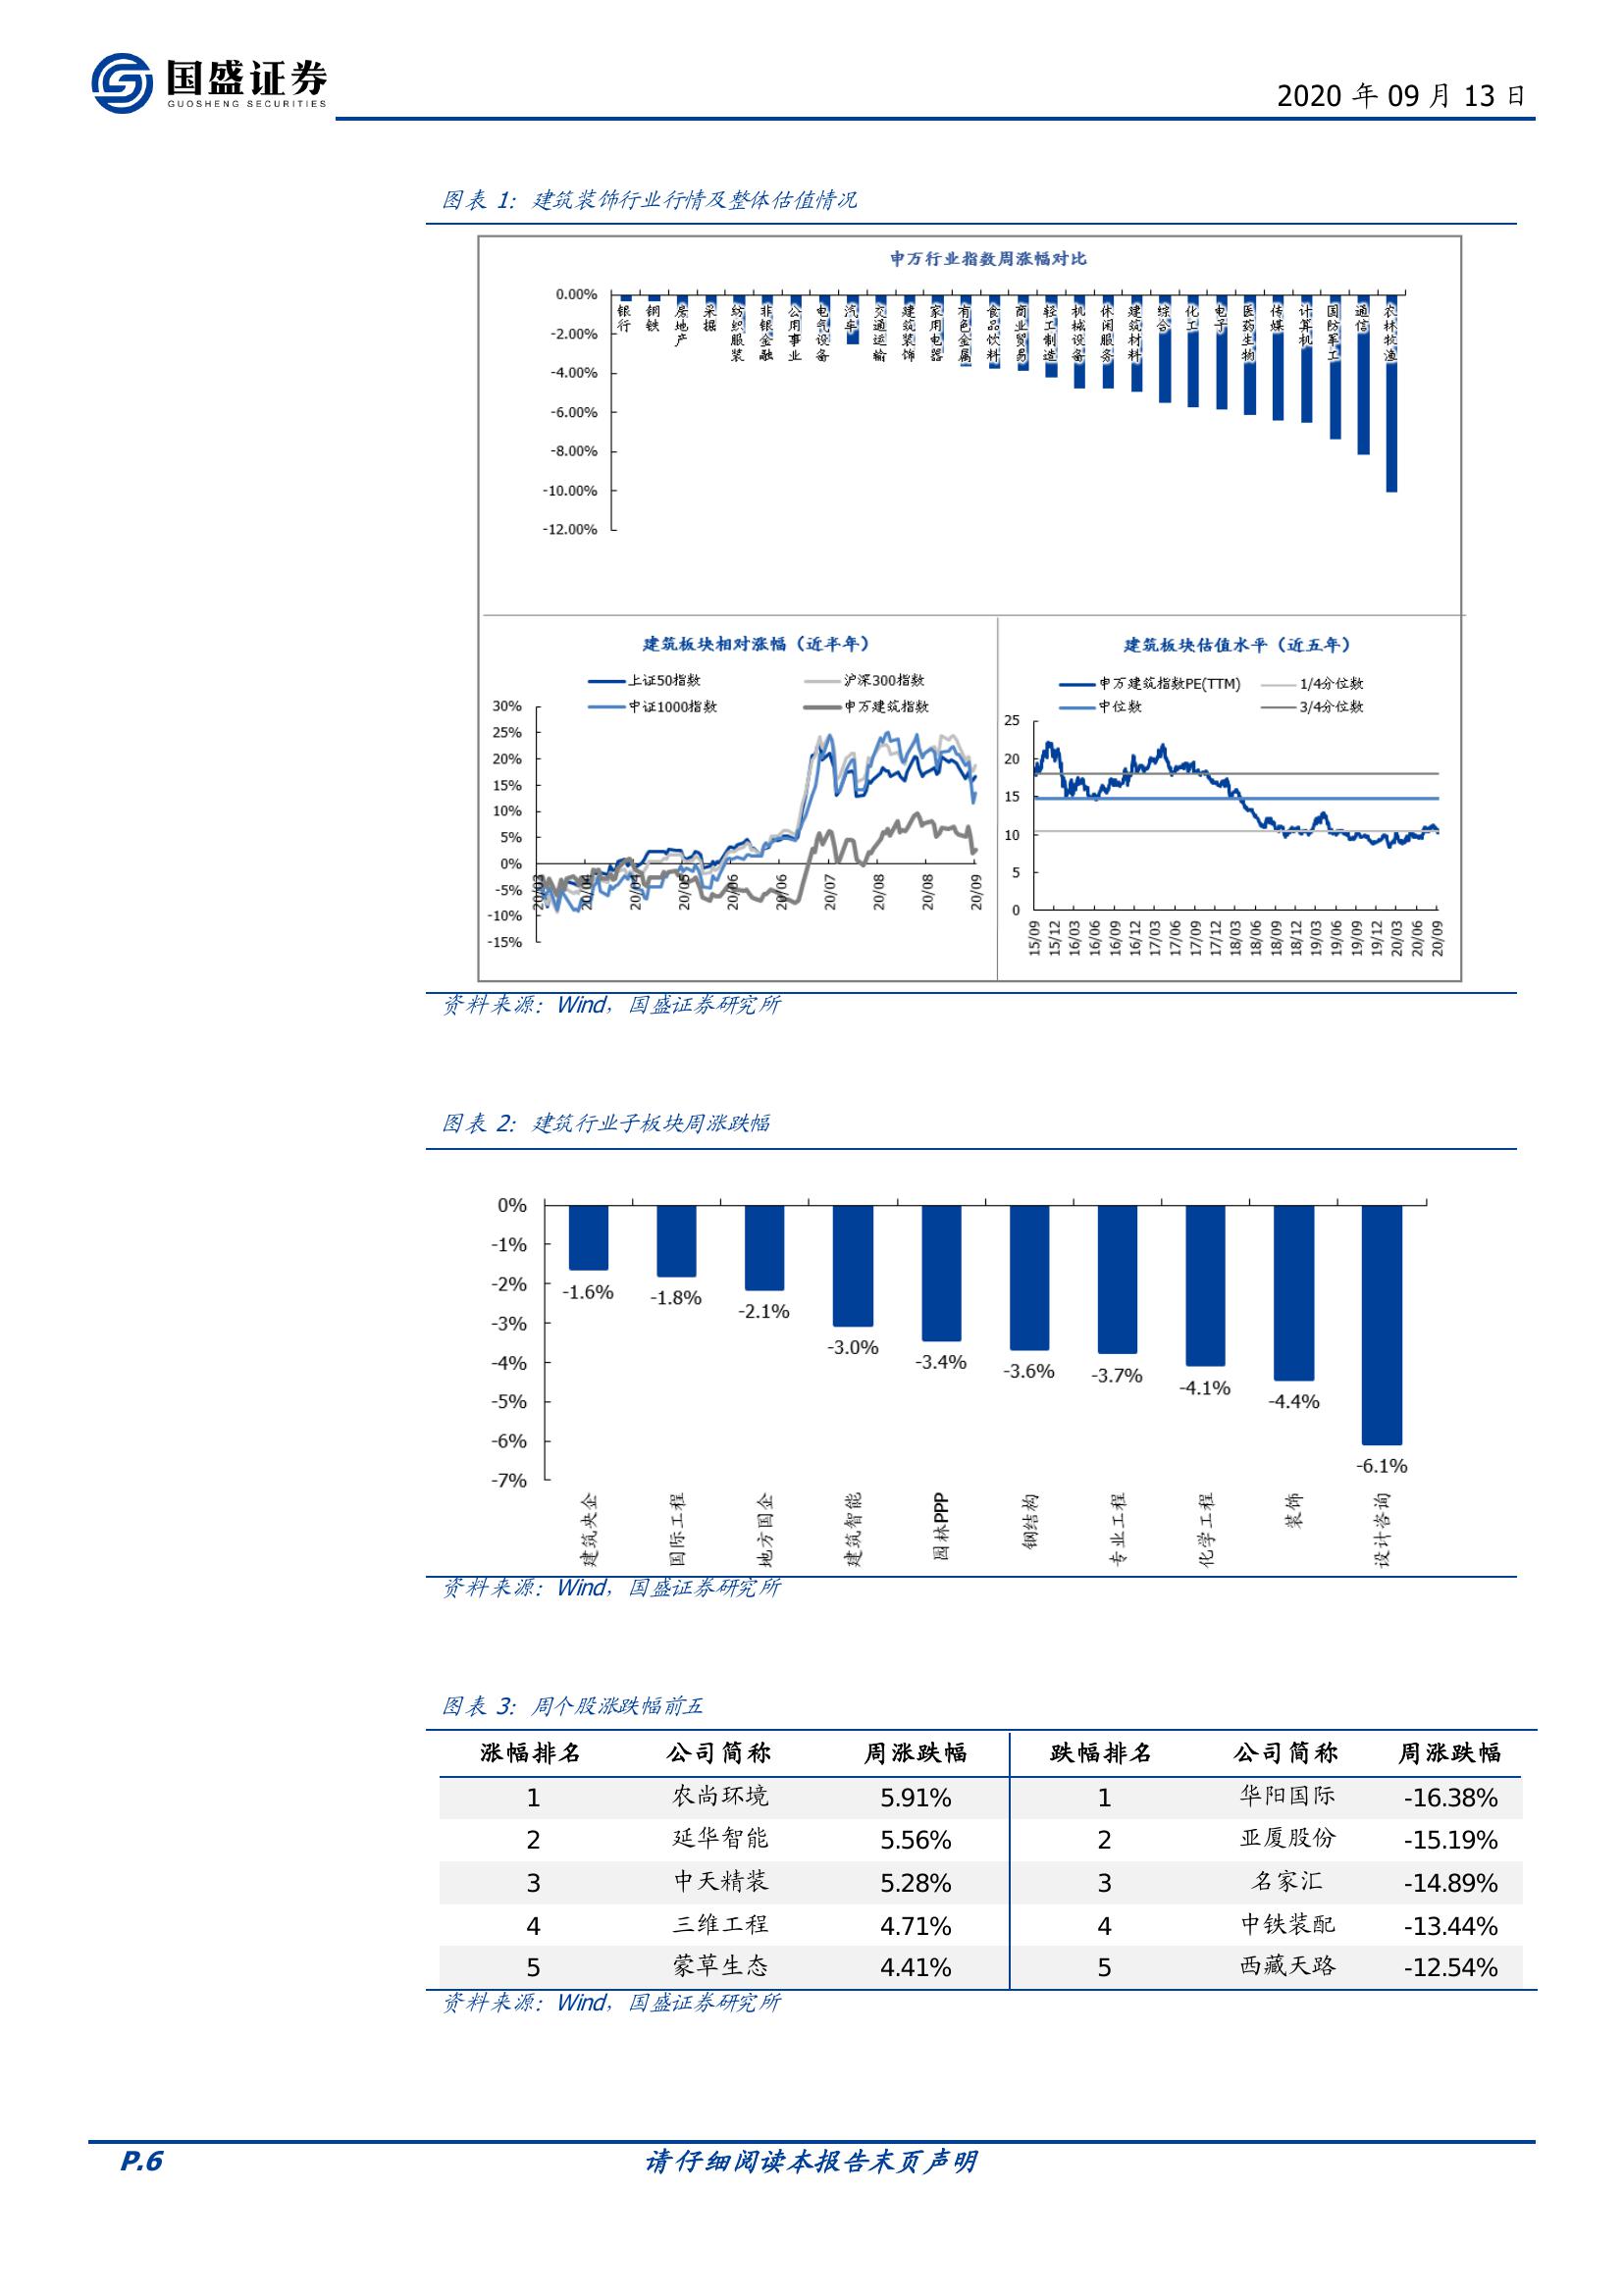 国盛证券
GUOSHENG SECURITIES
2020 年 09 月 13 日
图表 1：建筑装饰行业行情及整体估值情况
申万行业指数周涨幅对比
0.00%
-2.00%
-4.00%
-6.00%
-8.00%
-10.00%
-12.00%
银行 钢铁 房地产 采掘 纺织服装 非银金融 公用事业 电气设备 汽车 交通运输 建筑装饰 家用电器 有色金属 食品饮料 商业贸易 轻工制造 机械设备 休闲服务 建筑材料 综合 化工 电子 医药生物 传媒 计算机 国防军工 通信 农林牧渔
建筑板块相对涨幅（近半年）
上证50指数 沪深300指数
中证1000指数 申万建筑指数
30%
25%
20%
15%
10%
5%
0%
-5%
-10%
-15%
20/03 20/04 20/04 20/05 20/06 20/06 20/07 20/08 20/08 20/09
建筑板块估值水平（近五年）
申万建筑指数PE(TTM) 1/4分位数
中位数 3/4分位数
25
20
15
10
5
0
15/09 15/12 16/03 16/06 16/09 16/12 17/03 17/06 17/09 17/12 18/03 18/06 18/09 18/12 19/03 19/06 19/09 19/12 20/03 20/06 20/09
资料来源：Wind，国盛证券研究所
图表 2：建筑行业子板块周涨跌幅
0%
-1%
-2%
-3%
-4%
-5%
-6%
-7%
-1.6% -1.8% -2.1% -3.0% -3.4% -3.6% -3.7% -4.1% -4.4% -6.1%
建筑央企 国际工程 地方国企 建筑智能 园林PPP 钢结构 专业工程 化学工程 装饰 设计咨询
资料来源：Wind，国盛证券研究所
图表 3：周个股涨跌幅前五
涨幅排名 公司简称 周涨跌幅 跌幅排名 公司简称 周涨跌幅
1 农尚环境 5.91% 1 华阳国际 -16.38%
2 延华智能 5.56% 2 亚厦股份 -15.19%
3 中天精装 5.28% 3 名家汇 -14.89%
4 三维工程 4.71% 4 中铁装配 -13.44%
5 蒙草生态 4.41% 5 西藏天路 -12.54%
资料来源：Wind，国盛证券研究所
P.6 请仔细阅读本报告末页声明